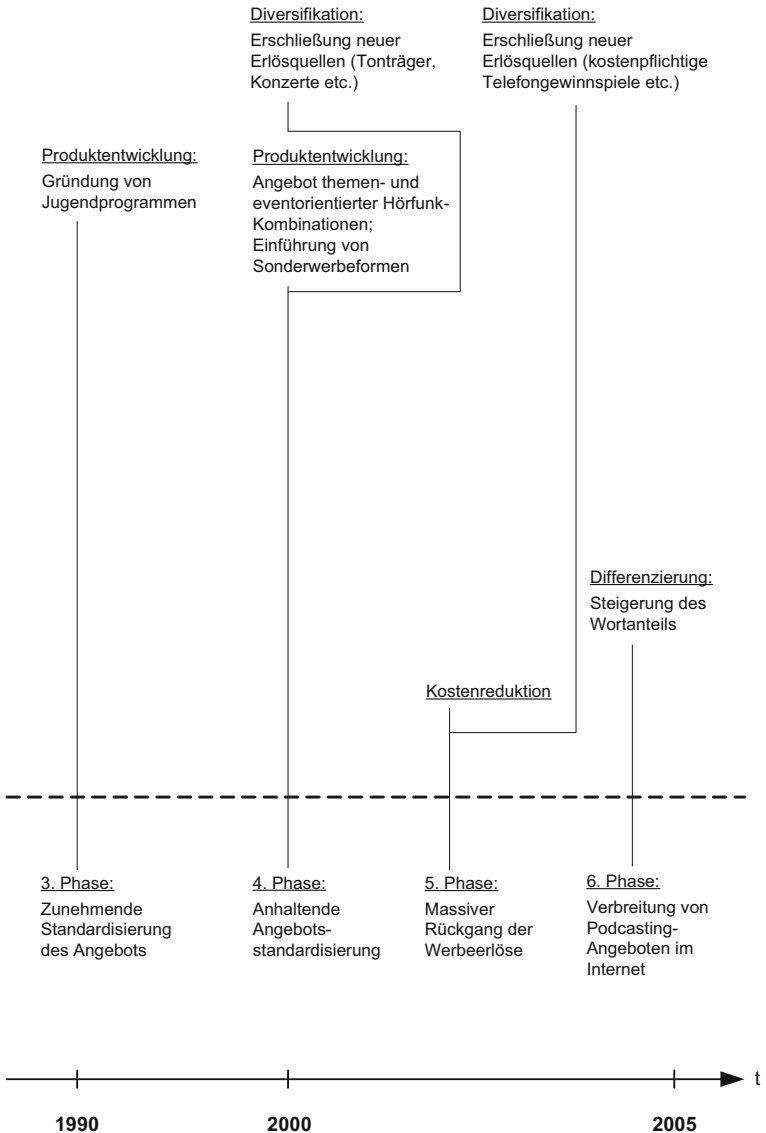 Diversifikation:
Erschließung neuer
Erlösquellen (Tonträger,
Konzerte etc.)
Diversifikation:
Erschließung neuer
Erlösquellen (kostenpflichtige
Telefongewinnspiele etc.)
Produktentwicklung:
Gründung von
Jugendprogrammen
Produktentwicklung:
Angebot themen- und
eventorientierter Hörfunk-
Kombinationen;
Einführung von
Sonderwerbeformen
Differenzierung:
Steigerung des
Wortanteils
Kostenreduktion
3. Phase:
Zunehmende
Standardisierung
des Angebots
4. Phase:
Anhaltende
Angebots-
standardisierung
5. Phase:
Massiver
Rückgang der
Werbeerlöse
6. Phase:
Verbreitung von
Podcasting-
Angeboten im
Internet
t
1990
2000
2005